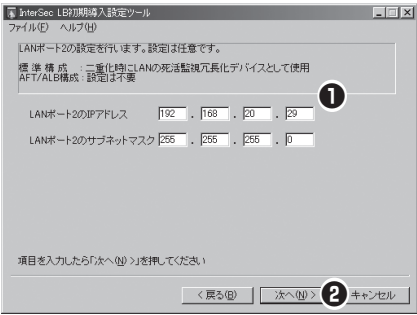 InterSec LB初期導入設定ツール
ファイル(F) ヘルプ(H)
LANポート2の設定を行います。設定は任意です。
標 準 構 成 : 二重化時にLANの死活監視冗長化デバイスとして使用
AFT/ALB構成 : 設定は不要
❶
LANポート2のIPアドレス 192 . 168 . 20 . 29
LANポート2のサブネットマスク 255 . 255 . 255 . 0
項目を入力したら「次へ(N) >」を押してください
< 戻る(B) 次へ(N) > ❷ キャンセル